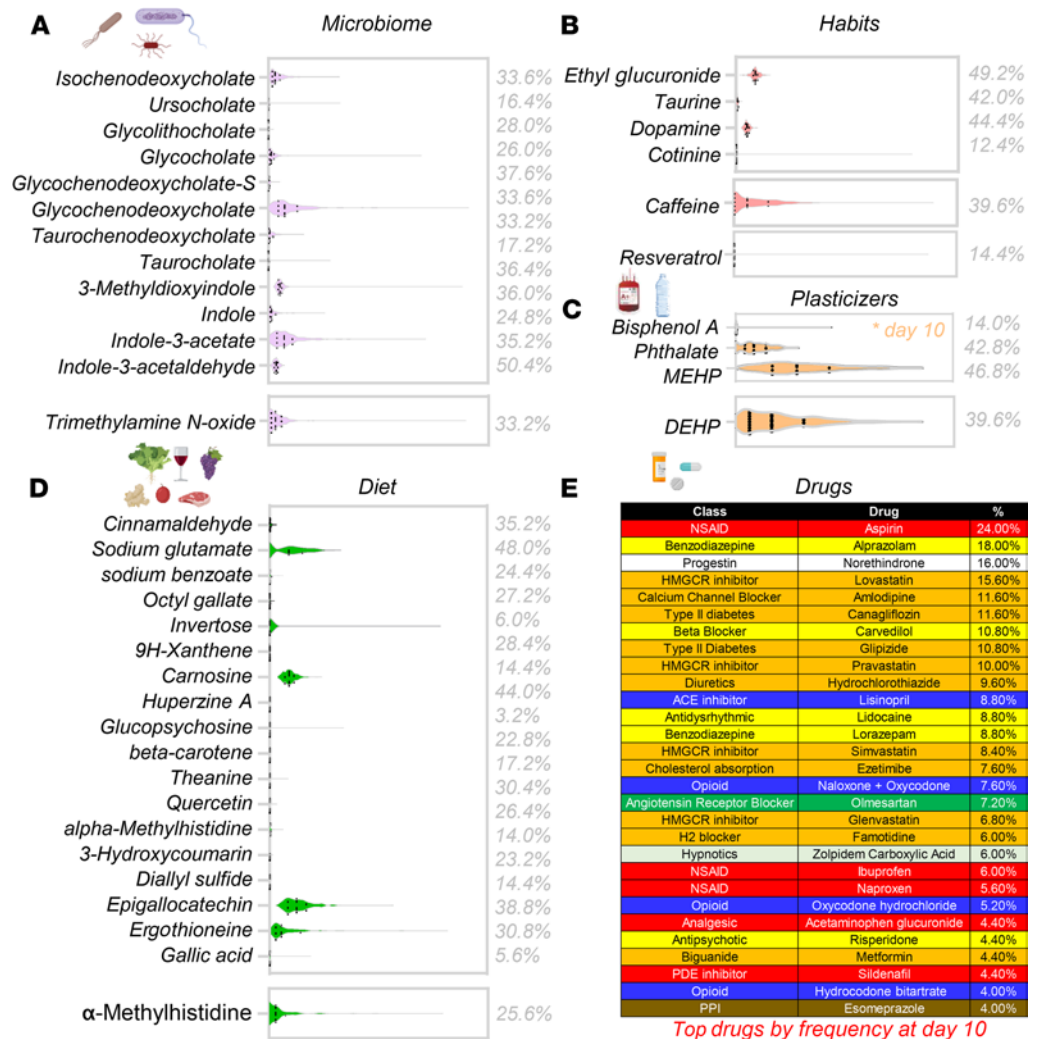 A
Microbiome
Isochenodeoxycholate
Ursocholate
Glycolithocholate
Glycocholate
Glycochenodeoxycholate-S
Glycochenodeoxycholate
Taurochenodeoxycholate
Taurocholate
3-Methyldioxyindole
Indole
Indole-3-acetate
Indole-3-acetaldehyde
33.6%
16.4%
28.0%
26.0%
37.6%
33.6%
33.2%
17.2%
36.4%
36.0%
24.8%
35.2%
50.4%
Trimethylamine N-oxide
33.2%
B
Habits
Ethyl glucuronide
Taurine
Dopamine
Cotinine
49.2%
42.0%
44.4%
12.4%
Caffeine
39.6%
Resveratrol
14.4%
C
Plasticizers
* day 10
Bisphenol A
Phthalate
MEHP
14.0%
42.8%
46.8%
DEHP
39.6%
D
Diet
Cinnamaldehyde
Sodium glutamate
sodium benzoate
Octyl gallate
Invertose
9H-Xanthene
Carnosine
Huperzine A
Glucopsychosine
beta-carotene
Theanine
Quercetin
alpha-Methylhistidine
3-Hydroxycoumarin
Diallyl sulfide
Epigallocatechin
Ergothioneine
Gallic acid
35.2%
48.0%
24.4%
27.2%
6.0%
28.4%
14.4%
44.0%
3.2%
22.8%
17.2%
30.4%
26.4%
14.0%
23.2%
14.4%
38.8%
30.8%
5.6%
α-Methylhistidine
25.6%
E
Drugs
Class Drug %
NSAID Aspirin 24.00%
Benzodiazepine Alprazolam 18.00%
Progestin Norethindrone 16.00%
HMGCR inhibitor Lovastatin 15.60%
Calcium Channel Blocker Amlodipine 11.60%
Type II diabetes Canagliflozin 11.60%
Beta Blocker Carvedilol 10.80%
Type II Diabetes Glipizide 10.80%
HMGCR inhibitor Pravastatin 10.00%
Diuretics Hydrochlorothiazide 9.60%
ACE inhibitor Lisinopril 8.80%
Antidysrhythmic Lidocaine 8.80%
Benzodiazepine Lorazepam 8.80%
HMGCR inhibitor Simvastatin 8.40%
Cholesterol absorption Ezetimibe 7.60%
Opioid Naloxone + Oxycodone 7.60%
Angiotensin Receptor Blocker Olmesartan 7.20%
HMGCR inhibitor Glenvastatin 6.80%
H2 blocker Famotidine 6.00%
Hypnotics Zolpidem Carboxylic Acid 6.00%
NSAID Ibuprofen 6.00%
NSAID Naproxen 5.60%
Opioid Oxycodone hydrochloride 5.20%
Analgesic Acetaminophen glucuronide 4.40%
Antipsychotic Risperidone 4.40%
Biguanide Metformin 4.40%
PDE inhibitor Sildenafil 4.40%
Opioid Hydrocodone bitartrate 4.00%
PPI Esomeprazole 4.00%
Top drugs by frequency at day 10